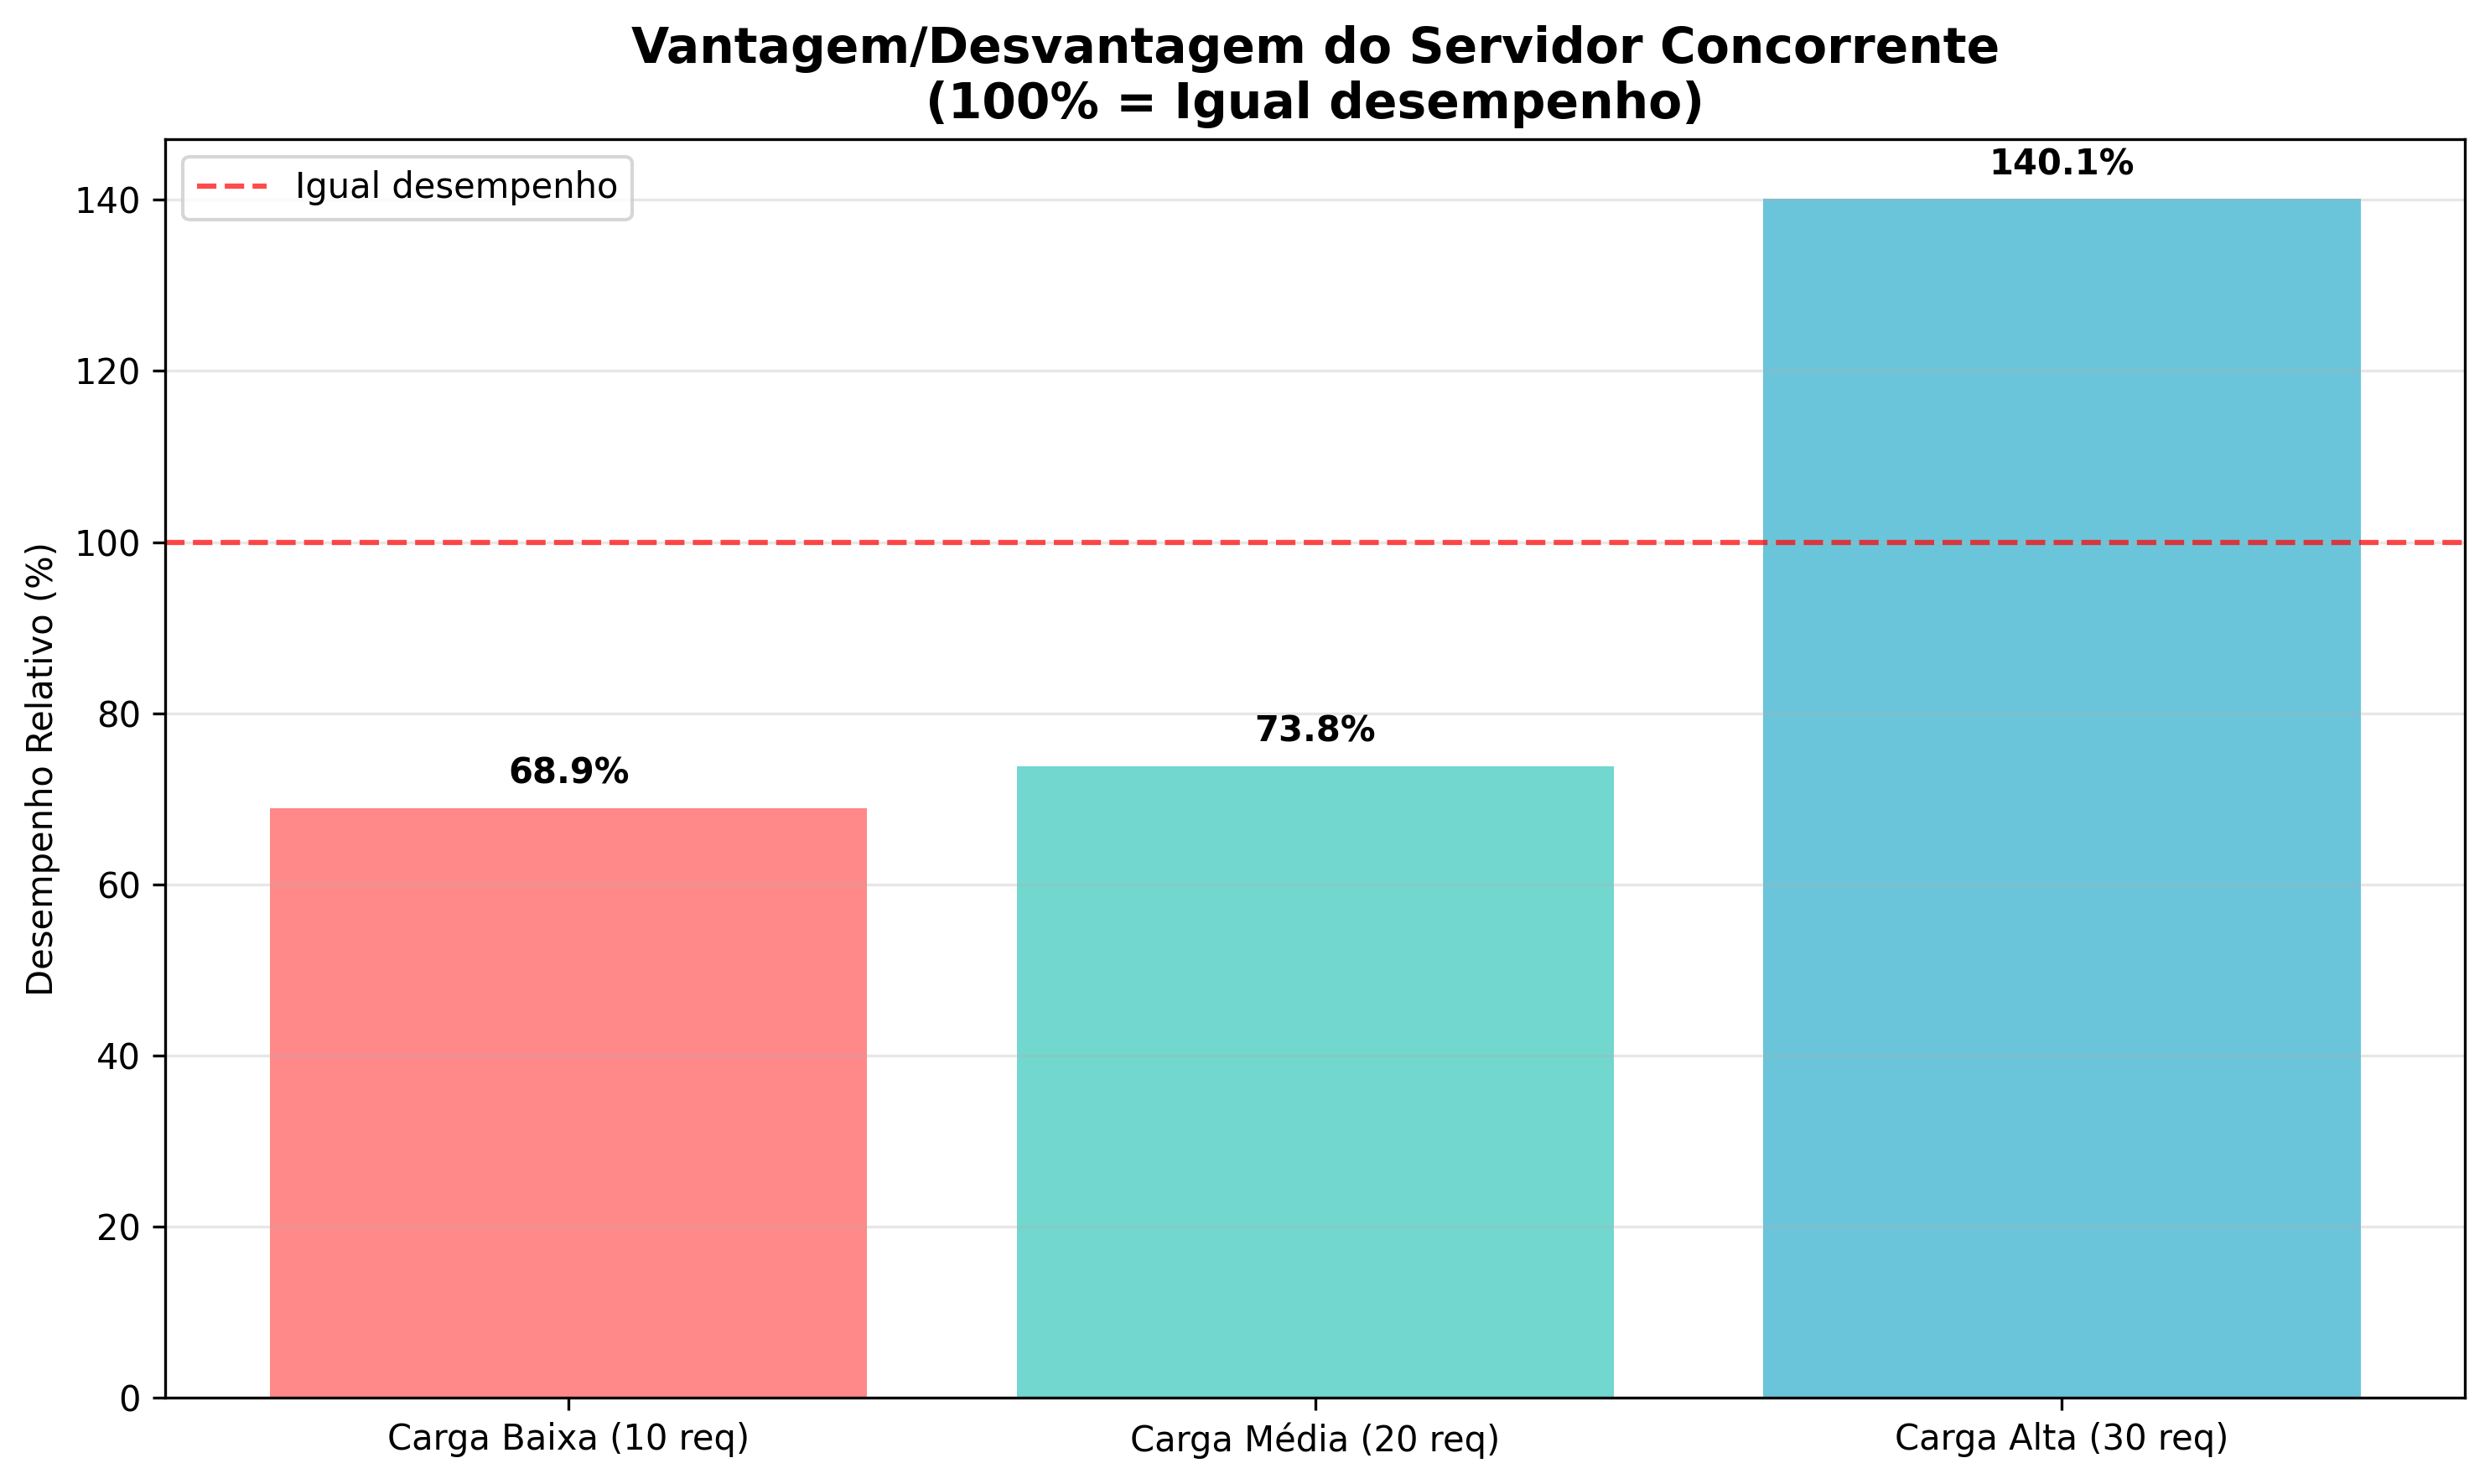 Vantagem/Desvantagem do Servidor Concorrente
(100% = Igual desempenho)
Igual desempenho
Desempenho Relativo (%)
140
120
100
80
60
40
20
0
68.9%
73.8%
140.1%
Carga Baixa (10 req)
Carga Média (20 req)
Carga Alta (30 req)